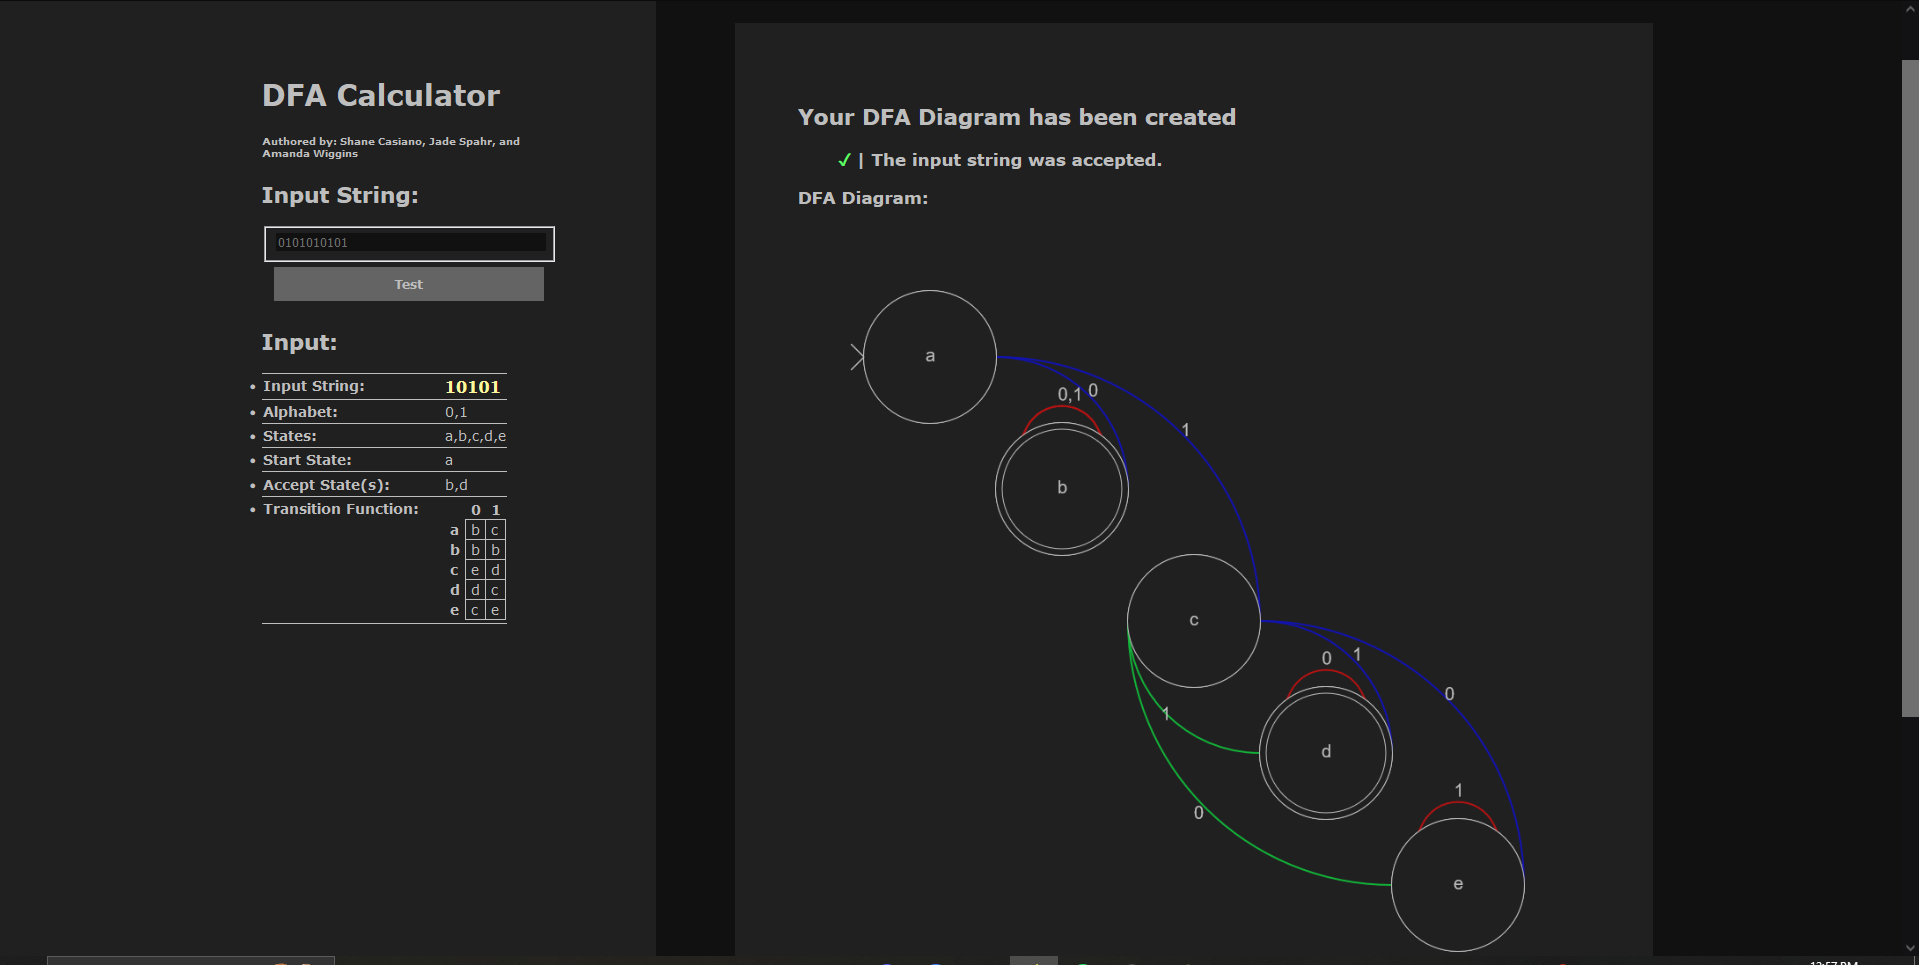 DFA Calculator
Authored by: Shane Casiano, Jade Spahr, and
Amanda Wiggins
Input String:
0101010101
Test
Input:
• Input String: 10101
• Alphabet: 0,1
• States: a,b,c,d,e
• Start State: a
• Accept State(s): b,d
• Transition Function: 0 1
a b c
b b b
c e d
d d c
e c e
Your DFA Diagram has been created
✓ | The input string was accepted.
DFA Diagram:
a
0,1 0
1
b
c
0 1
0
1
d
1
0
e